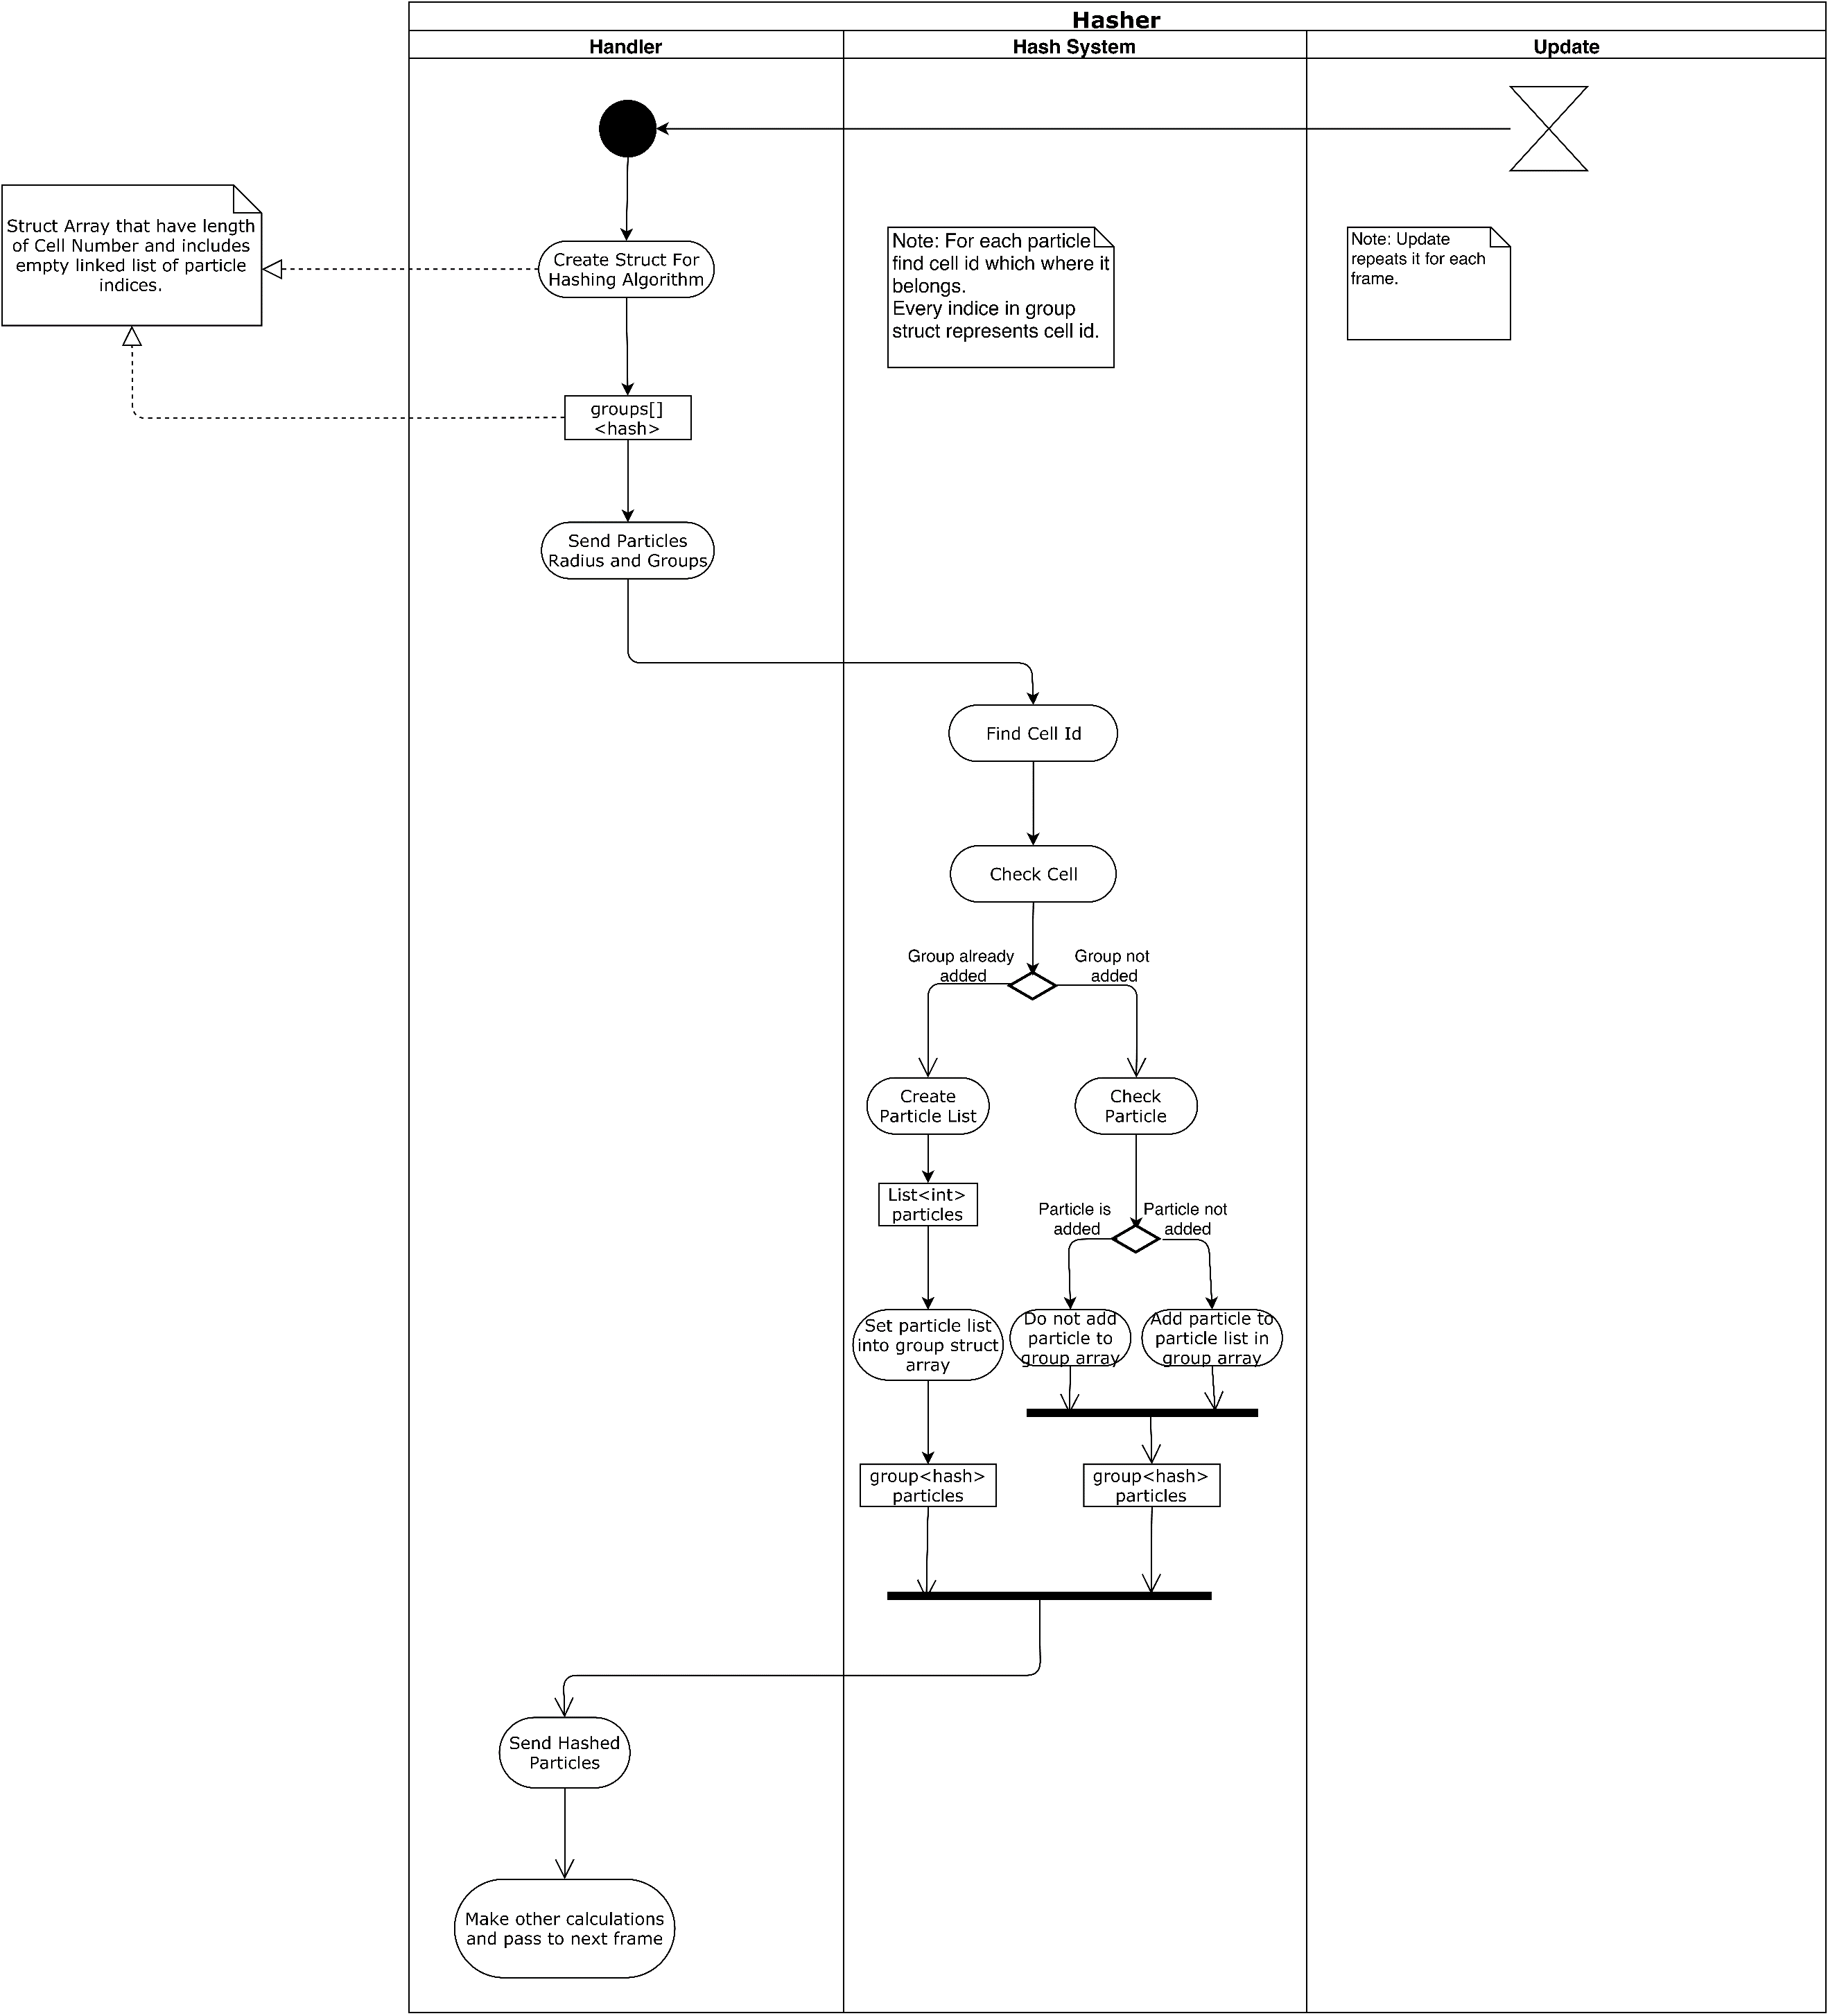 Hasher
Handler
Hash System
Update
Struct Array that have length
of Cell Number and includes
empty linked list of particle
indices.
Create Struct For
Hashing Algorithm
Note: For each particle
find cell id which where it
belongs.
Every indice in group
struct represents cell id.
Note: Update
repeats it for each
frame.
groups[]
<hash>
Send Particles
Radius and Groups
Find Cell Id
Check Cell
Group already
added
Group not
added
Create
Particle List
Check
Particle
List<int>
particles
Particle is
added
Particle not
added
Set particle list
into group struct
array
Do not add
particle to
group array
Add particle to
particle list in
group array
group<hash>
particles
group<hash>
particles
Send Hashed
Particles
Make other calculations
and pass to next frame